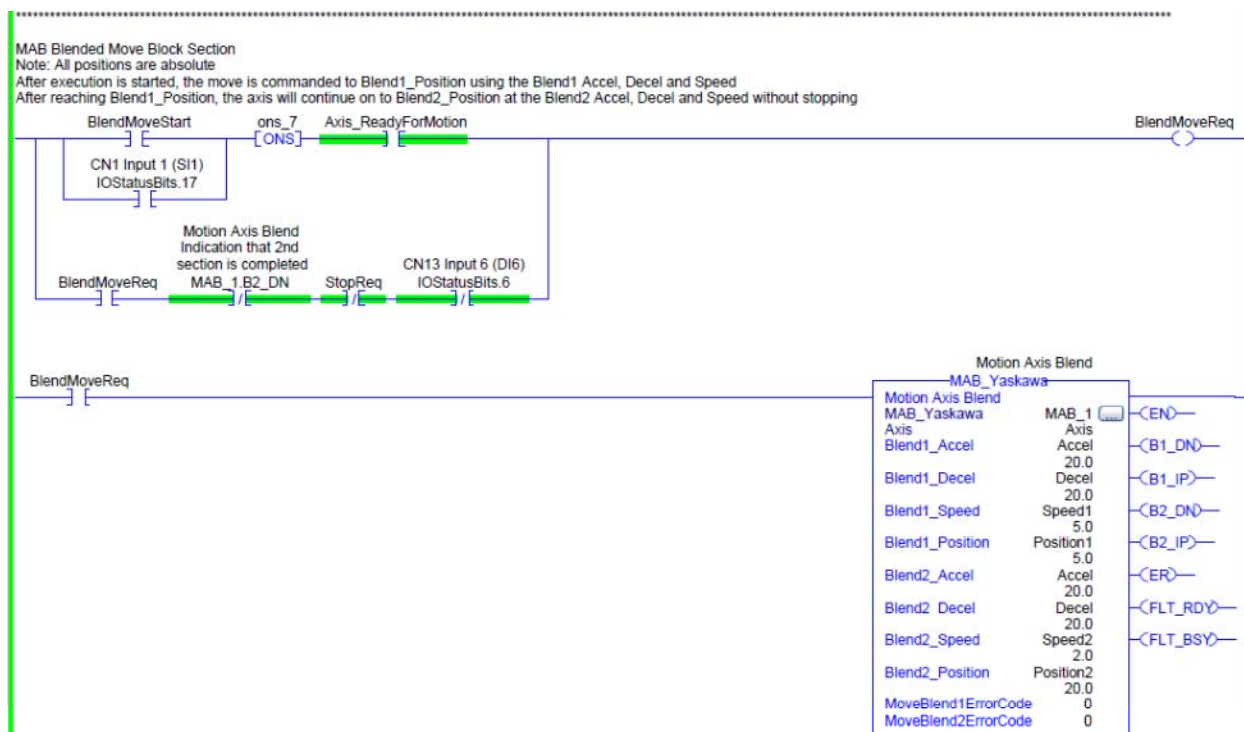 MAB Blended Move Block Section
Note: All positions are absolute
After execution is started, the move is commanded to Blend1_Position using the Blend1 Accel, Decel and Speed
After reaching Blend1_Position, the axis will continue on to Blend2_Position at the Blend2 Accel, Decel and Speed without stopping
BlendMoveStart ons_7 Axis_ReadyForMotion BlendMoveReq
ONS
CN1 Input 1 (SI1)
IOStatusBits.17
Motion Axis Blend
Indication that 2nd
section is completed CN13 Input 6 (DI6)
BlendMoveReq MAB_1.B2_DN StopReq IOStatusBits.6
Motion Axis Blend
BlendMoveReq MAB_Yaskawa
Motion Axis Blend
MAB_Yaskawa MAB_1 ... EN
Axis Axis
Blend1_Accel Accel B1_DN
20.0
Blend1_Decel Decel B1_IP
20.0
Blend1_Speed Speed1 B2_DN
5.0
Blend1_Position Position1 B2_IP
5.0
Blend2_Accel Accel ER
20.0
Blend2_Decel Decel FLT_RDY
20.0
Blend2_Speed Speed2 FLT_BSY
2.0
Blend2_Position Position2
20.0
MoveBlend1ErrorCode 0
MoveBlend2ErrorCode 0